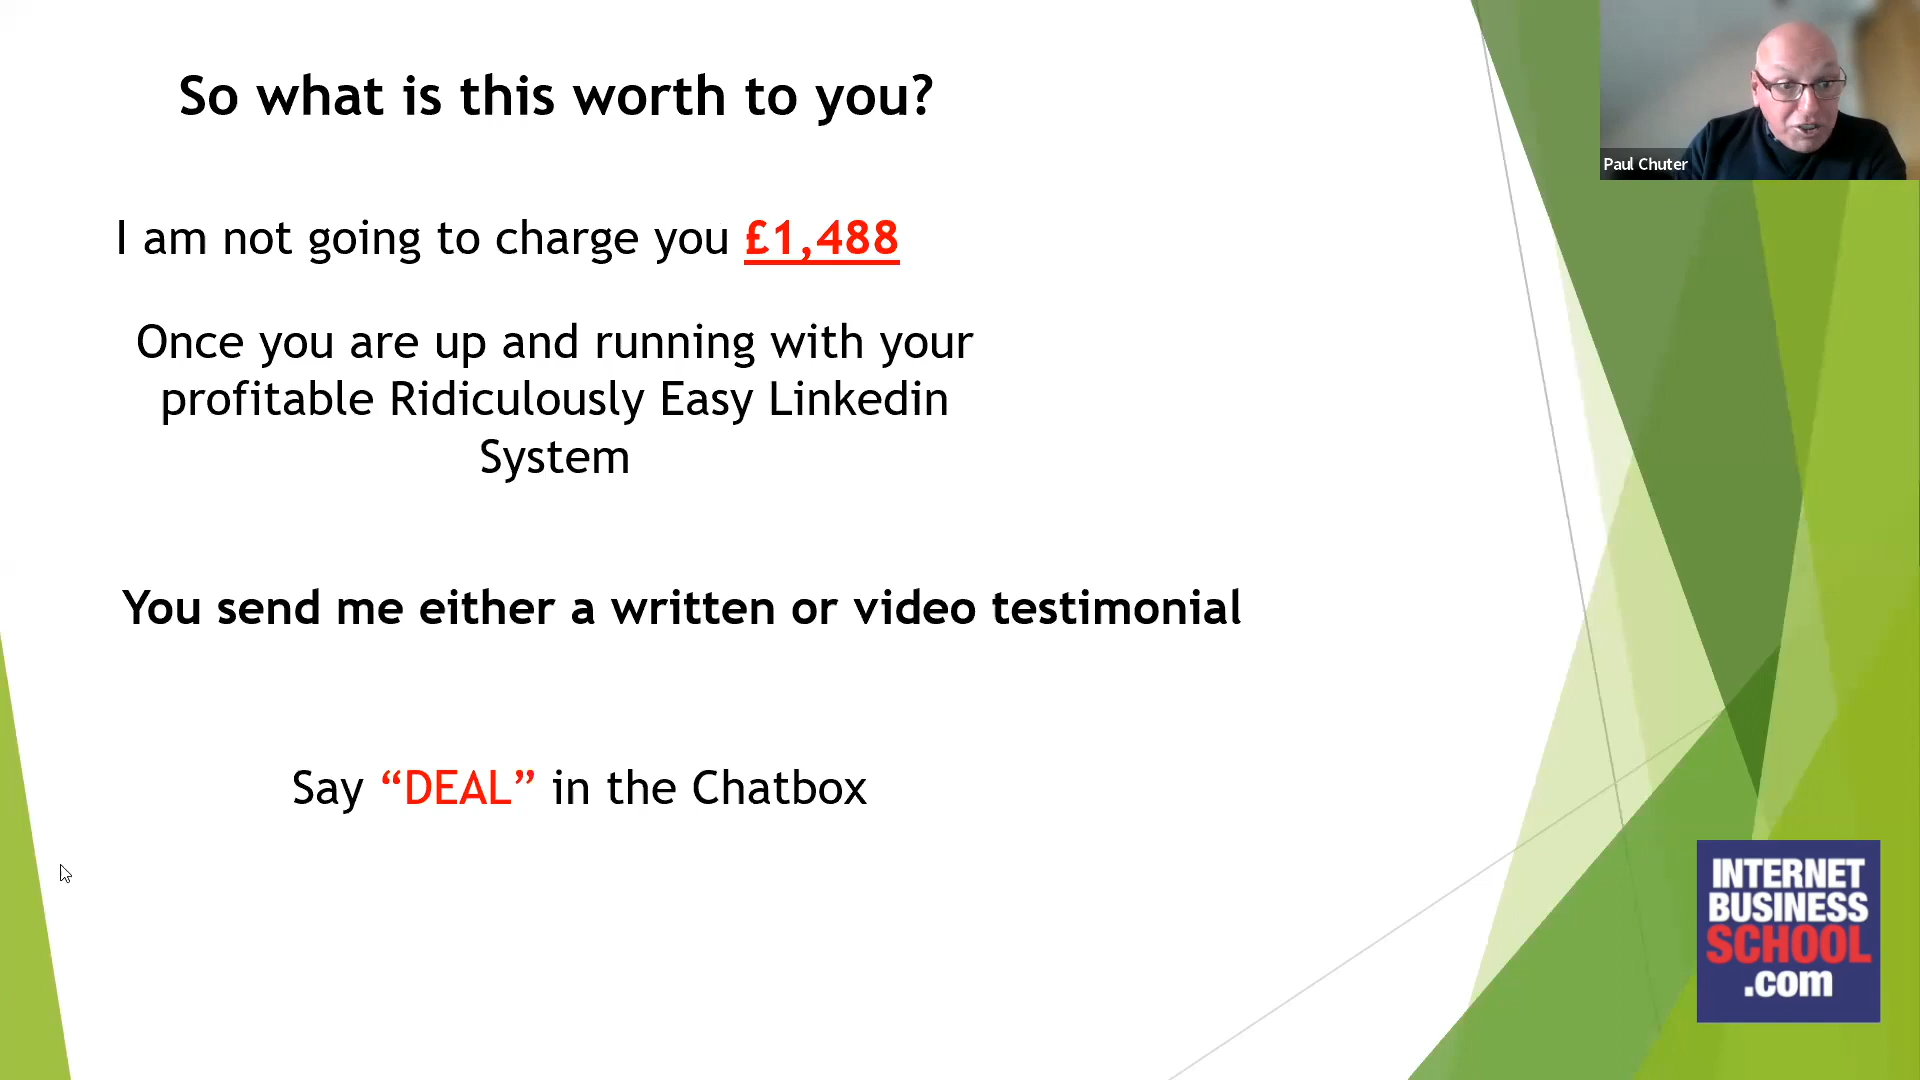 So what is this worth to you?
Paul Chuter
I am not going to charge you £1,488
Once you are up and running with your
profitable Ridiculously Easy Linkedin
System
You send me either a written or video testimonial
Say “DEAL” in the Chatbox
INTERNET
BUSINESS
SCHOOL
.com